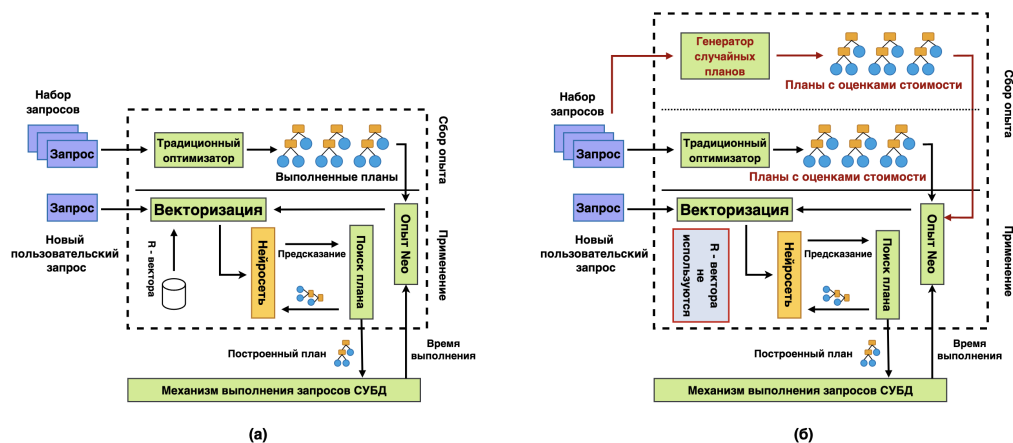 Набор
запросов
Запрос
Традиционный
оптимизатор
Выполненные планы
Сбор опыта
Запрос
Новый
пользовательский
запрос
Векторизация
R - вектора
Нейросеть
Предсказание
Поиск плана
Опыт Neo
Применение
Построенный план
Время
выполнения
Механизм выполнения запросов СУБД
(а)
Генератор
случайных
планов
Планы с оценками стоимости
Сбор опыта
Набор
запросов
Запрос
Традиционный
оптимизатор
Планы с оценками стоимости
Запрос
Новый
пользовательский
запрос
Векторизация
R - вектора
не
используются
Нейросеть
Предсказание
Поиск плана
Опыт Neo
Применение
Построенный план
Время
выполнения
Механизм выполнения запросов СУБД
(б)